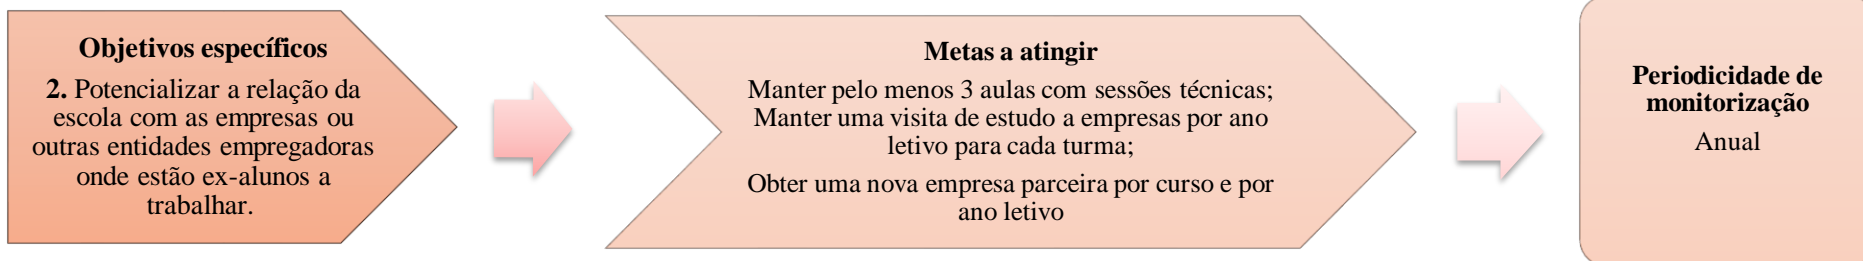 Objetivos específicos
2. Potencializar a relação da
escola com as empresas ou
outras entidades empregadoras
onde estão ex-alunos a
trabalhar.
Metas a atingir
Manter pelo menos 3 aulas com sessões técnicas;
Manter uma visita de estudo a empresas por ano
letivo para cada turma;
Obter uma nova empresa parceira por curso e por
ano letivo
Periodicidade de
monitorização
Anual